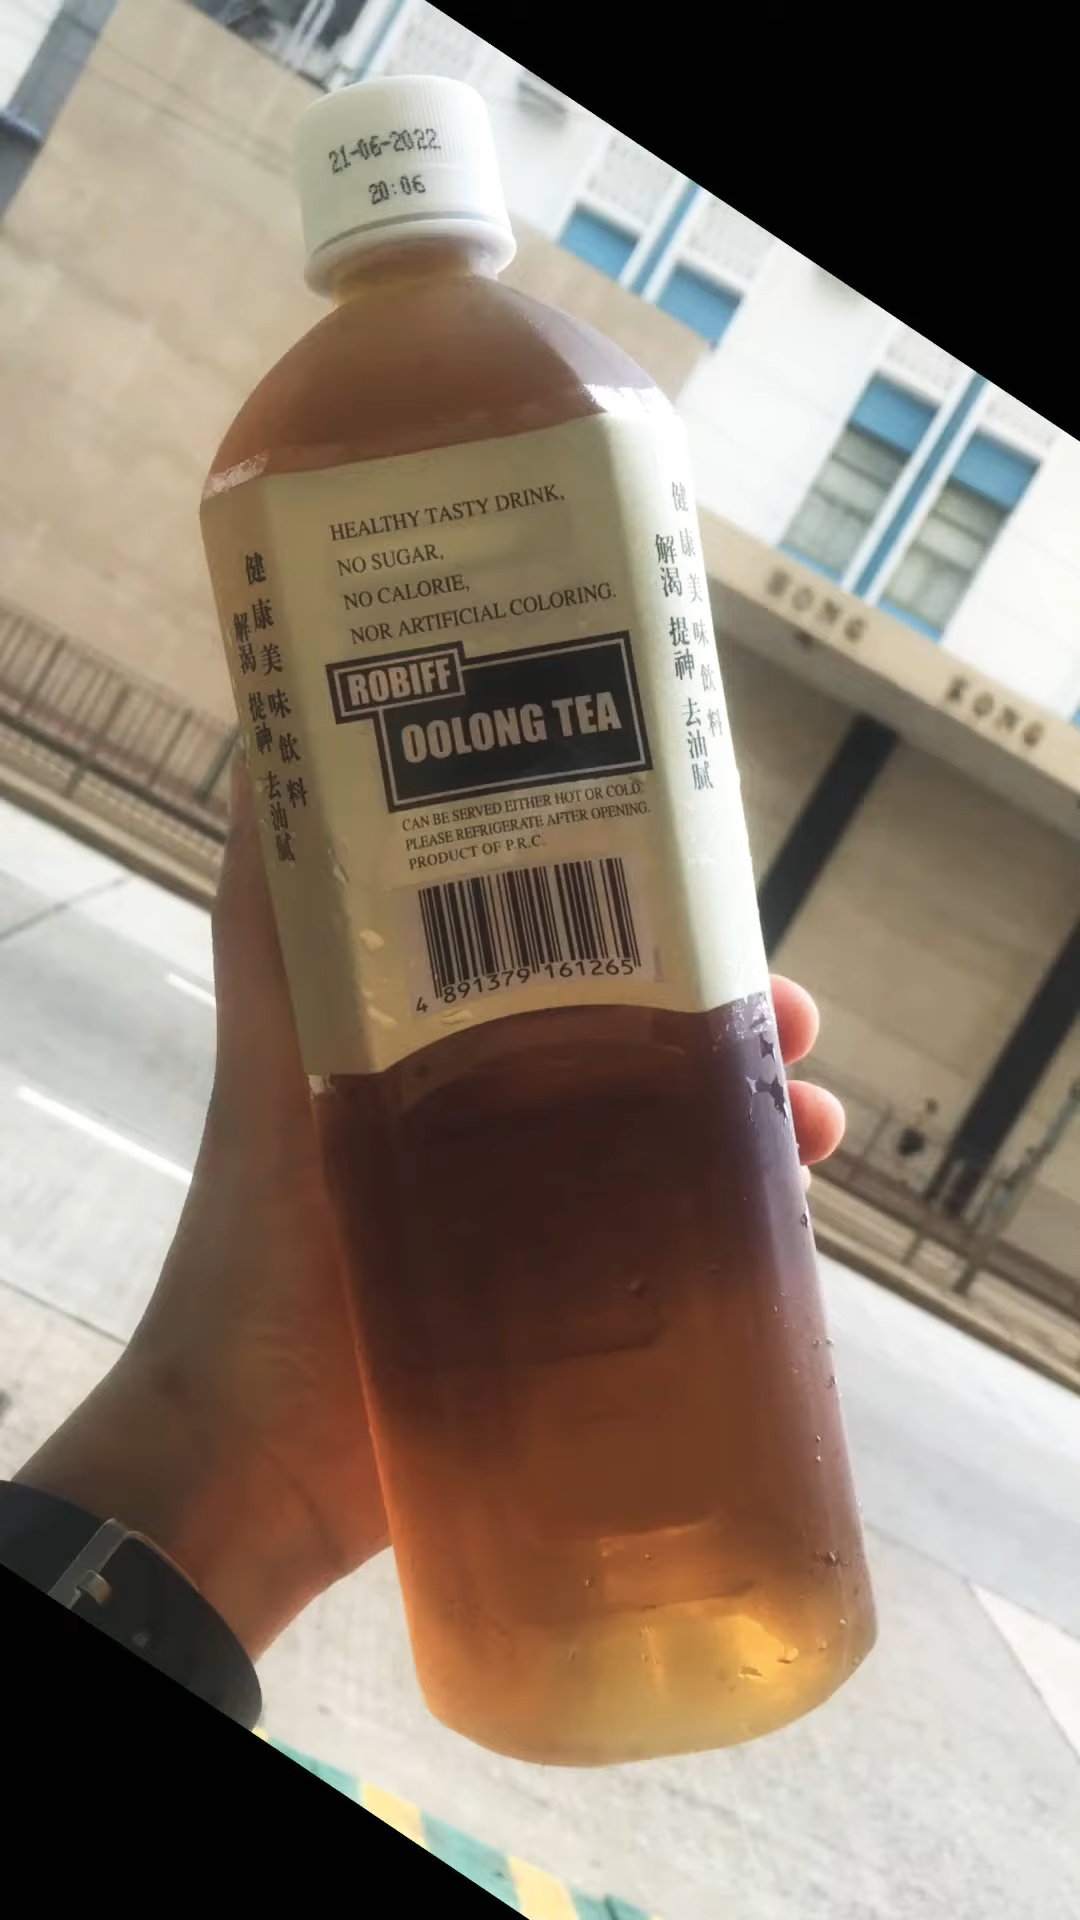 21-06-2022
20:06
HEALTHY TASTY DRINK,
NO SUGAR,
NO CALORIE,
NOR ARTIFICIAL COLORING.
ROBIFF
OOLONG TEA
CAN BE SERVED EITHER HOT OR COLD.
PLEASE REFRIGERATE AFTER OPENING.
PRODUCT OF P.R.C.
4 891379 161265
健康美味飲料
解渴 提神 去油膩
健康美味飲料
解渴 提神 去油膩
HONG KONG